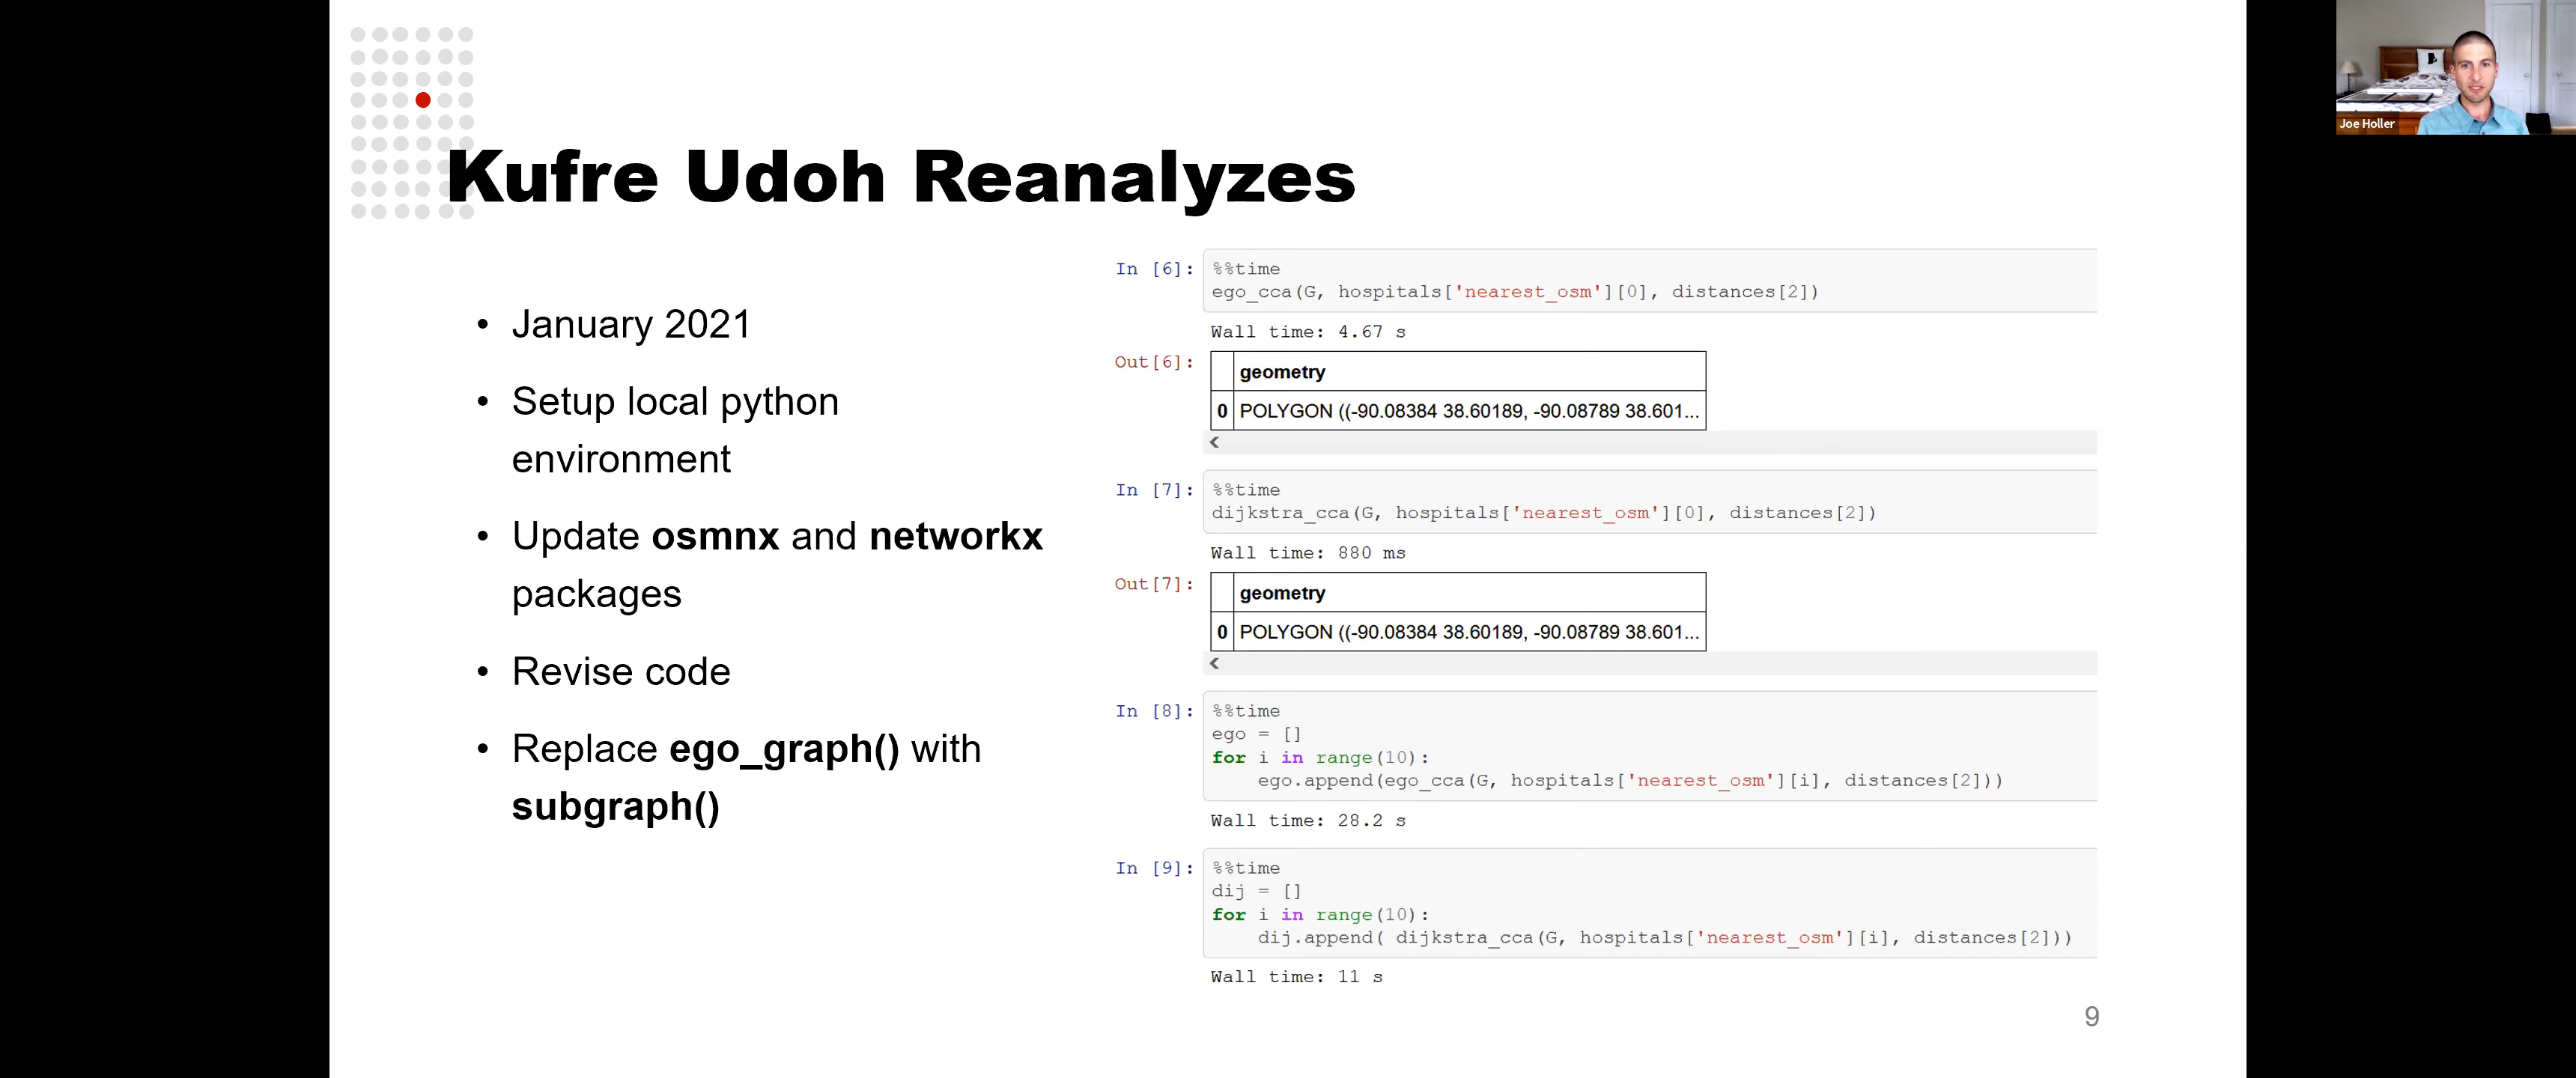 Joe Holler
Kufre Udoh Reanalyzes
• January 2021
• Setup local python
environment
• Update osmnx and networkx
packages
• Revise code
• Replace ego_graph() with
subgraph()
In [6]: %%time
ego_cca(G, hospitals['nearest_osm'][0], distances[2])
Wall time: 4.67 s
Out[6]:
geometry
0 POLYGON ((-90.08384 38.60189, -90.08789 38.601...
In [7]: %%time
dijkstra_cca(G, hospitals['nearest_osm'][0], distances[2])
Wall time: 880 ms
Out[7]:
geometry
0 POLYGON ((-90.08384 38.60189, -90.08789 38.601...
In [8]: %%time
ego = []
for i in range(10):
    ego.append(ego_cca(G, hospitals['nearest_osm'][i], distances[2]))
Wall time: 28.2 s
In [9]: %%time
dij = []
for i in range(10):
    dij.append( dijkstra_cca(G, hospitals['nearest_osm'][i], distances[2]))
Wall time: 11 s
9